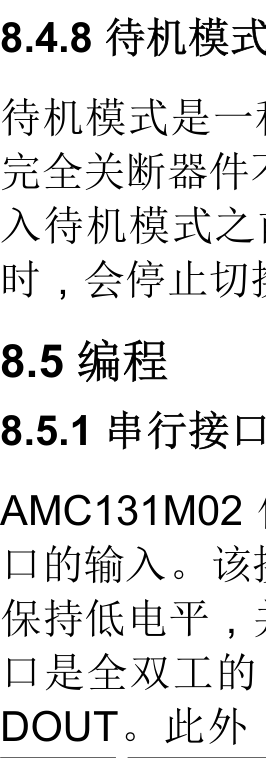 8.4.8 待机模式
待机模式是一
完全关断器件
入待机模式之
时，会停止切
8.5 编程
8.5.1 串行接口
AMC131M02
口的输入。该
保持低电平，
口是全双工的
DOUT。此外